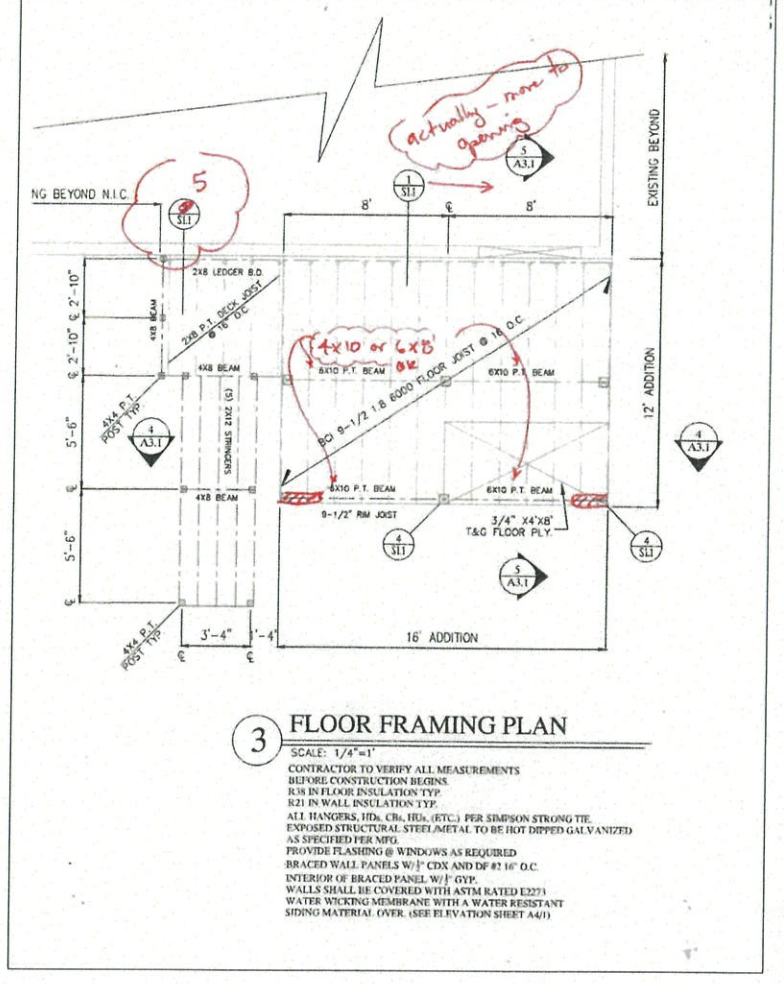 actually - move to
opening
5
A3.1
EXISTING BEYOND
5
S1.1
1
S1.1
NG BEYOND N.I.C.
8'
℄
8'
2X8 LEDGER B.D.
2X8 P.T. DECK JOIST
@ 16" O.C
℄ 2'-10"
℄ 2'-10"
4X8 BEAM
4X10 or 6X8
OK
6X10 P.T. BEAM
6X10 P.T. BEAM
BCI 9-1/2 1.8 6000 FLOOR JOIST @ 16 O.C.
4X8 BEAM
(5) 2X12 STRINGERS
4X4 P.T.
POST TYP
12' ADDITION
4
A3.1
4
A3.1
5'-6"
℄
4X8 BEAM
6X10 P.T. BEAM
6X10 P.T. BEAM
9-1/2" RIM JOIST
3/4" X4'X8'
T&G FLOOR PLY.
4
S1.1
4
S1.1
5
A3.1
5'-6"
℄
4X4 P.T.
POST TYP
3'-4"
1'-4"
℄
℄
16' ADDITION
3
FLOOR FRAMING PLAN
SCALE: 1/4"=1'
CONTRACTOR TO VERIFY ALL MEASUREMENTS
BEFORE CONSTRUCTION BEGINS.
R38 IN FLOOR INSULATION TYP.
R21 IN WALL INSULATION TYP.
ALL HANGERS, HDs, CBs, HUs, (ETC.) PER SIMPSON STRONG TIE.
EXPOSED STRUCTURAL STEEL/METAL TO BE HOT DIPPED GALVANIZED
AS SPECIFIED PER MFG.
PROVIDE FLASHING @ WINDOWS AS REQUIRED
BRACED WALL PANELS W/ CDX AND DF #2 16" O.C.
INTERIOR OF BRACED PANEL W/ GYP.
WALLS SHALL BE COVERED WITH ASTM RATED E2273
WATER WICKING MEMBRANE WITH A WATER RESISTANT
SIDING MATERIAL OVER. (SEE ELEVATION SHEET A4/1)